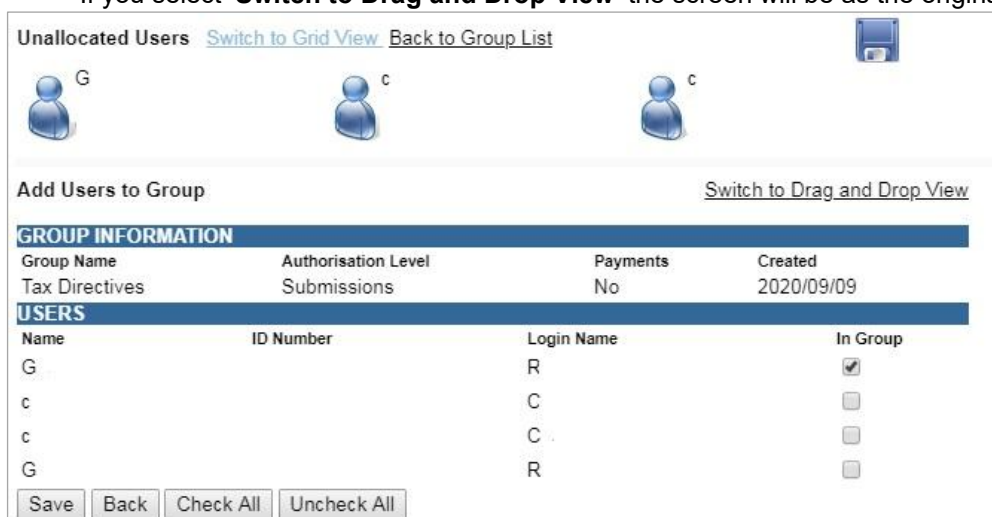 If you select 'Switch to Drag and Drop View' the screen will be as the origina
Unallocated Users Switch to Grid View Back to Group List
G c c
Add Users to Group Switch to Drag and Drop View
GROUP INFORMATION
Group Name Authorisation Level Payments Created
Tax Directives Submissions No 2020/09/09
USERS
Name ID Number Login Name In Group
G R
c C
c C
G R
Save Back Check All Uncheck All